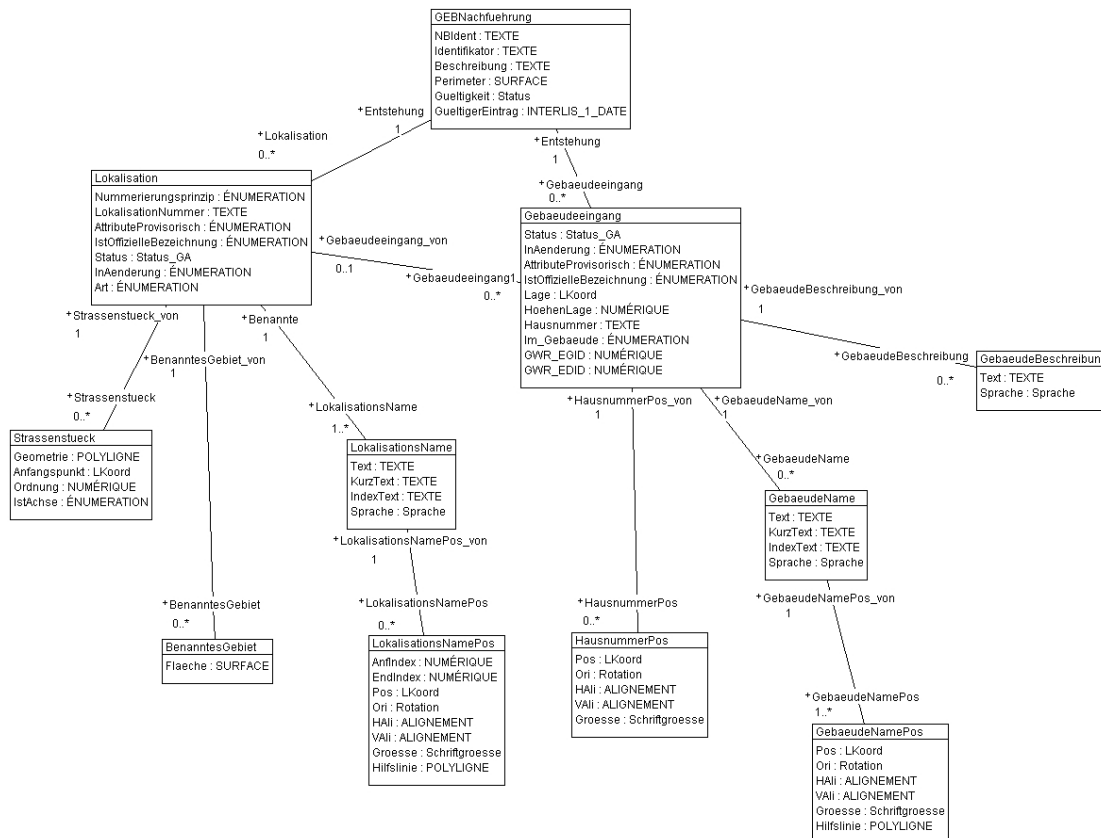 GEBNachfuehrung
NBIdent : TEXTE
Identifikator : TEXTE
Beschreibung : TEXTE
Perimeter : SURFACE
Gueltigkeit : Status
GueltigerEintrag : INTERLIS_1_DATE
+Entstehung
1
+Lokalisation
0..*
+Entstehung
1
+Gebaeudeeingang
0..*
Lokalisation
Nummerierungsprinzip : ÉNUMERATION
LokalisationNummer : TEXTE
AttributeProvisorisch : ÉNUMERATION
IstOffizielleBezeichnung : ÉNUMERATION
Status : Status_GA
InAenderung : ÉNUMERATION
Art : ÉNUMERATION
+Gebaeudeeingang_von
0..1
+Gebaeudeeingang1
0..*
Gebaeudeeingang
Status : Status_GA
InAenderung : ÉNUMERATION
AttributeProvisorisch : ÉNUMERATION
IstOffizielleBezeichnung : ÉNUMERATION
Lage : LKoord
HoehenLage : NUMÉRIQUE
Hausnummer : TEXTE
Im_Gebaeude : ÉNUMERATION
GWR_EGID : NUMÉRIQUE
GWR_EDID : NUMÉRIQUE
+GebaeudeBeschreibung_von
1
+GebaeudeBeschreibung
0..*
GebaeudeBeschreibung
Text : TEXTE
Sprache : Sprache
+Strassenstueck_von
1
+Benannte
1
+BenanntesGebiet_von
1
+Strassenstueck
0..*
+LokalisationsName
1..*
+HausnummerPos_von
1
+GebaeudeName_von
1
+GebaeudeName
0..*
Strassenstueck
Geometrie : POLYLIGNE
Anfangspunkt : LKoord
Ordnung : NUMÉRIQUE
IstAchse : ÉNUMERATION
LokalisationsName
Text : TEXTE
KurzText : TEXTE
IndexText : TEXTE
Sprache : Sprache
GebaeudeName
Text : TEXTE
KurzText : TEXTE
IndexText : TEXTE
Sprache : Sprache
+LokalisationsNamePos_von
1
+LokalisationsNamePos
0..*
+BenanntesGebiet
0..*
+HausnummerPos
0..*
+GebaeudeNamePos_von
1
+GebaeudeNamePos
1..*
BenanntesGebiet
Flaeche : SURFACE
LokalisationsNamePos
AnfIndex : NUMÉRIQUE
EndIndex : NUMÉRIQUE
Pos : LKoord
Ori : Rotation
HAli : ALIGNEMENT
VAli : ALIGNEMENT
Groesse : Schriftgroesse
Hilfslinie : POLYLIGNE
HausnummerPos
Pos : LKoord
Ori : Rotation
HAli : ALIGNEMENT
VAli : ALIGNEMENT
Groesse : Schriftgroesse
GebaeudeNamePos
Pos : LKoord
Ori : Rotation
HAli : ALIGNEMENT
VAli : ALIGNEMENT
Groesse : Schriftgroesse
Hilfslinie : POLYLIGNE